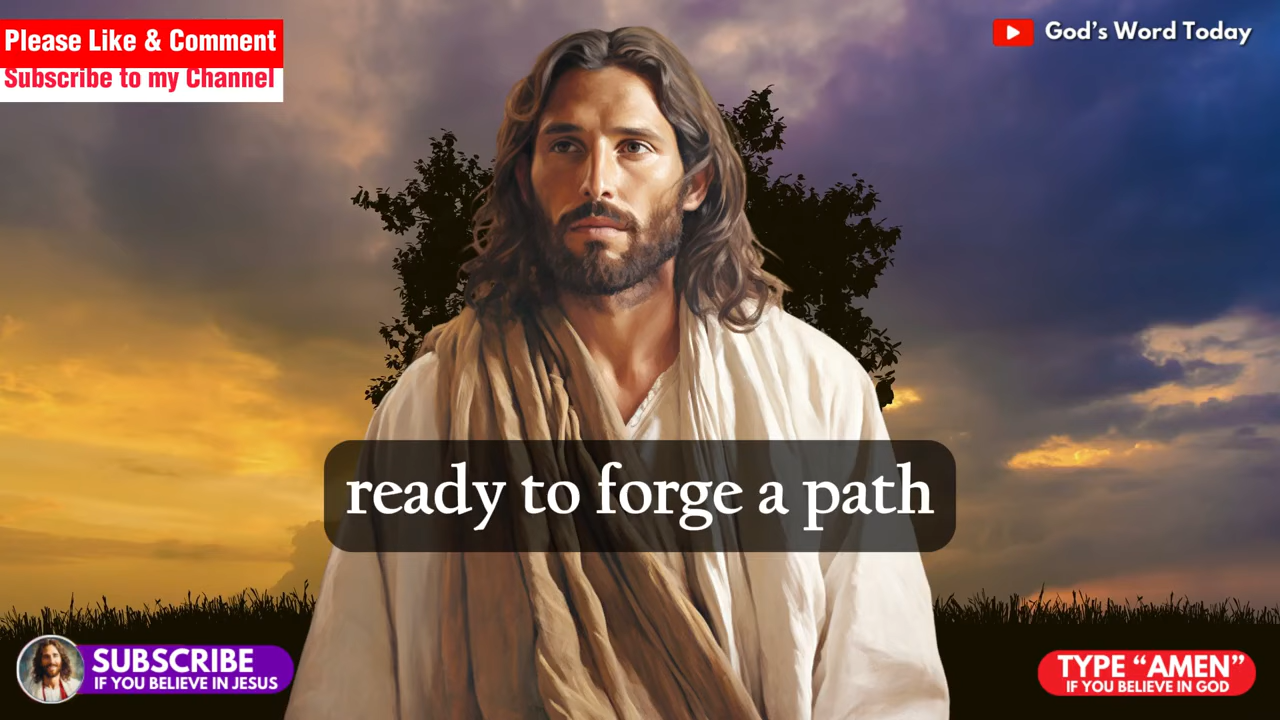 Please Like & Comment
Subscribe to my Channel
God's Word Today
ready to forge a path
SUBSCRIBE
IF YOU BELIEVE IN JESUS
TYPE “AMEN”
IF YOU BELIEVE IN GOD